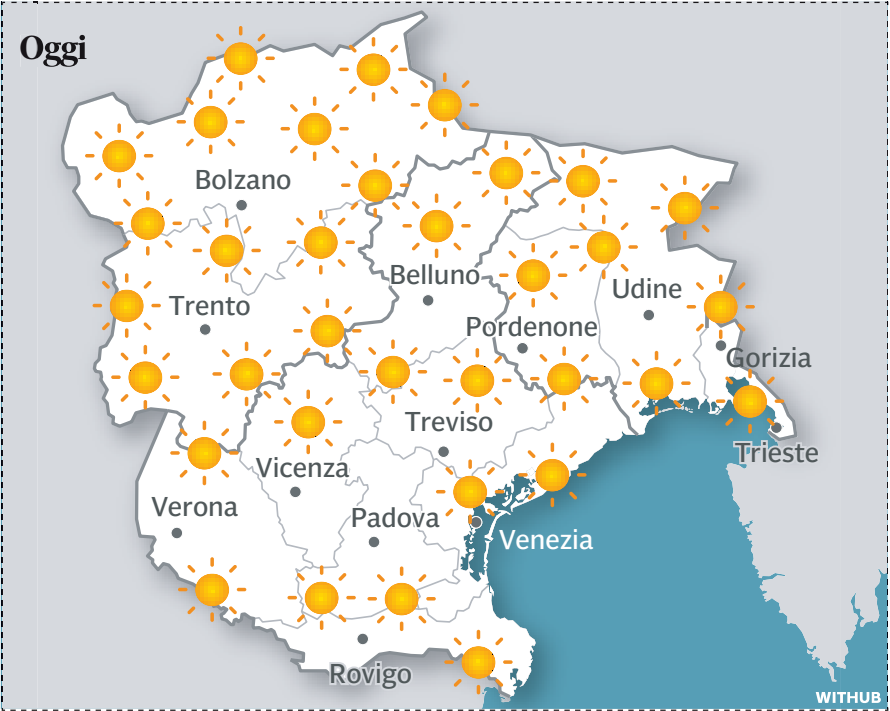 Oggi
Bolzano
Belluno
Trento
Udine
Pordenone
Gorizia
Treviso
Trieste
Vicenza
Verona
Padova
Venezia
Rovigo
WITHUB